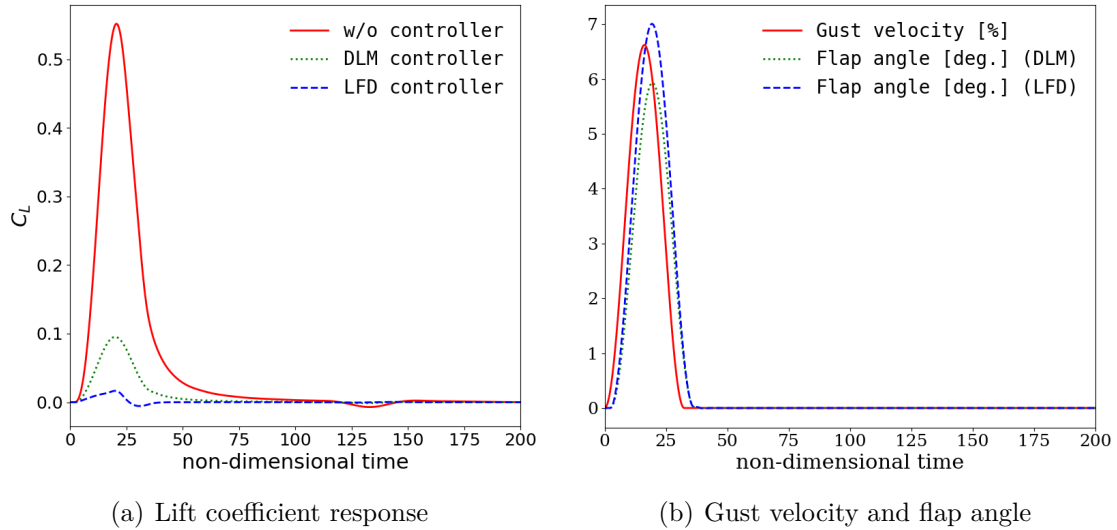 w/o controller
DLM controller
LFD controller
C_L
0.5
0.4
0.3
0.2
0.1
0.0
0 25 50 75 100 125 150 175 200
non-dimensional time
(a) Lift coefficient response
Gust velocity [%]
Flap angle [deg.] (DLM)
Flap angle [deg.] (LFD)
7
6
5
4
3
2
1
0
0 25 50 75 100 125 150 175 200
non-dimensional time
(b) Gust velocity and flap angle